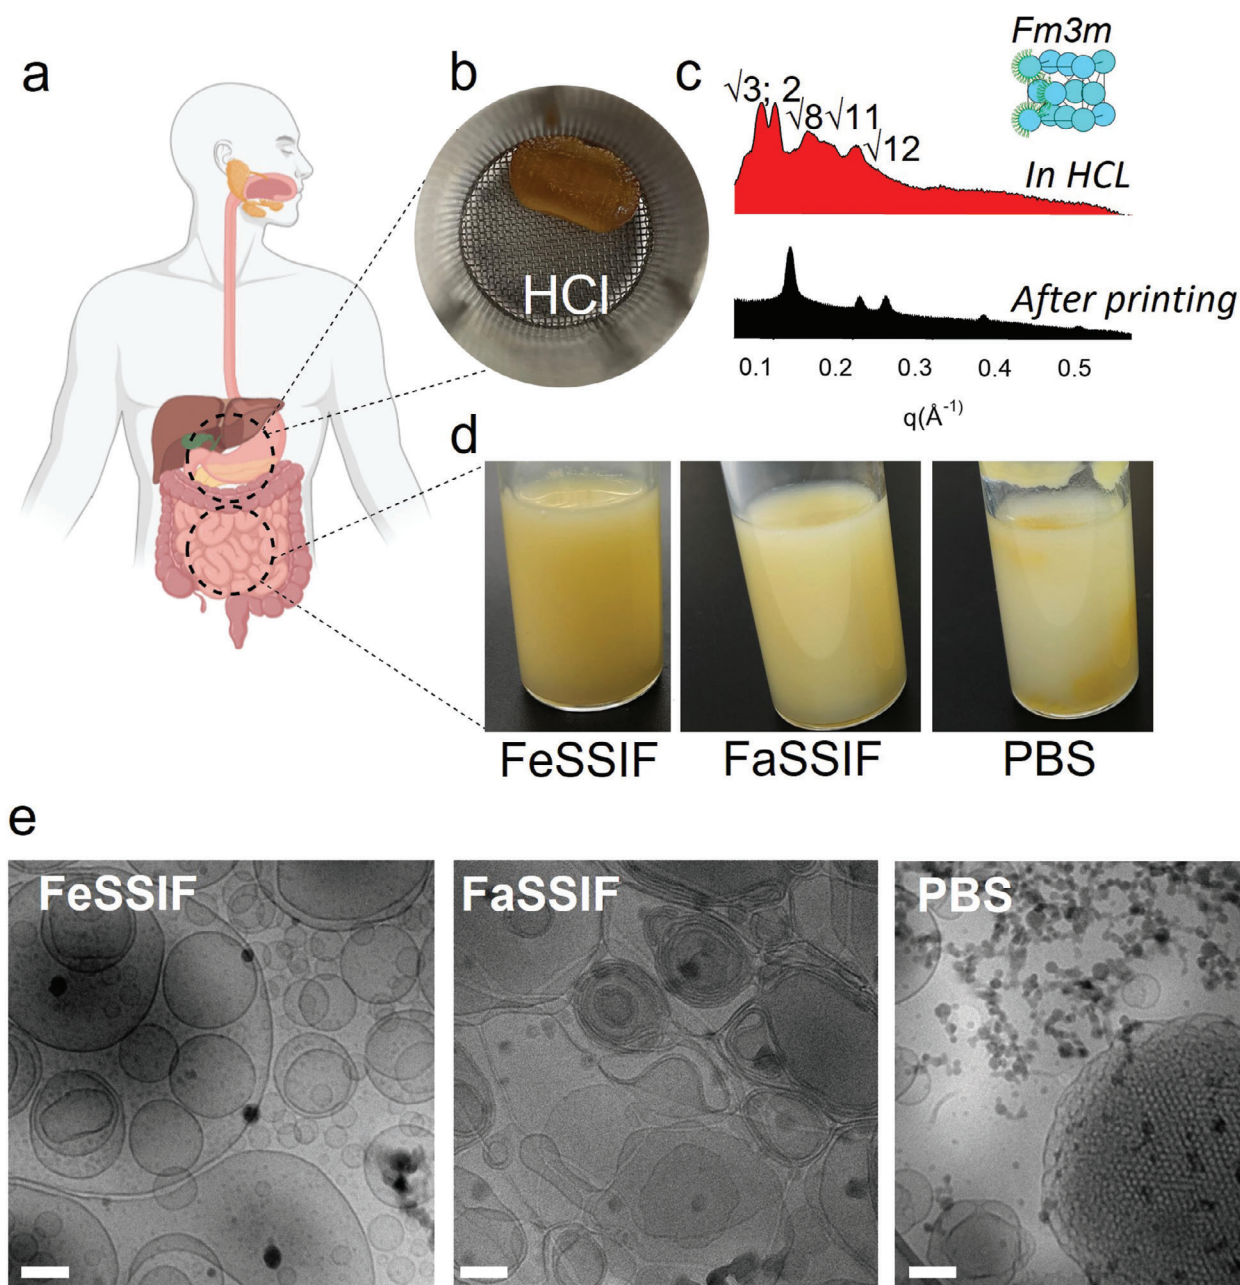 a
b
c
Fm3m
√3; 2
√8√11
√12
In HCL
HCl
After printing
0.1 0.2 0.3 0.4 0.5
q(Å⁻¹)
d
FeSSIF FaSSIF PBS
e
FeSSIF FaSSIF PBS